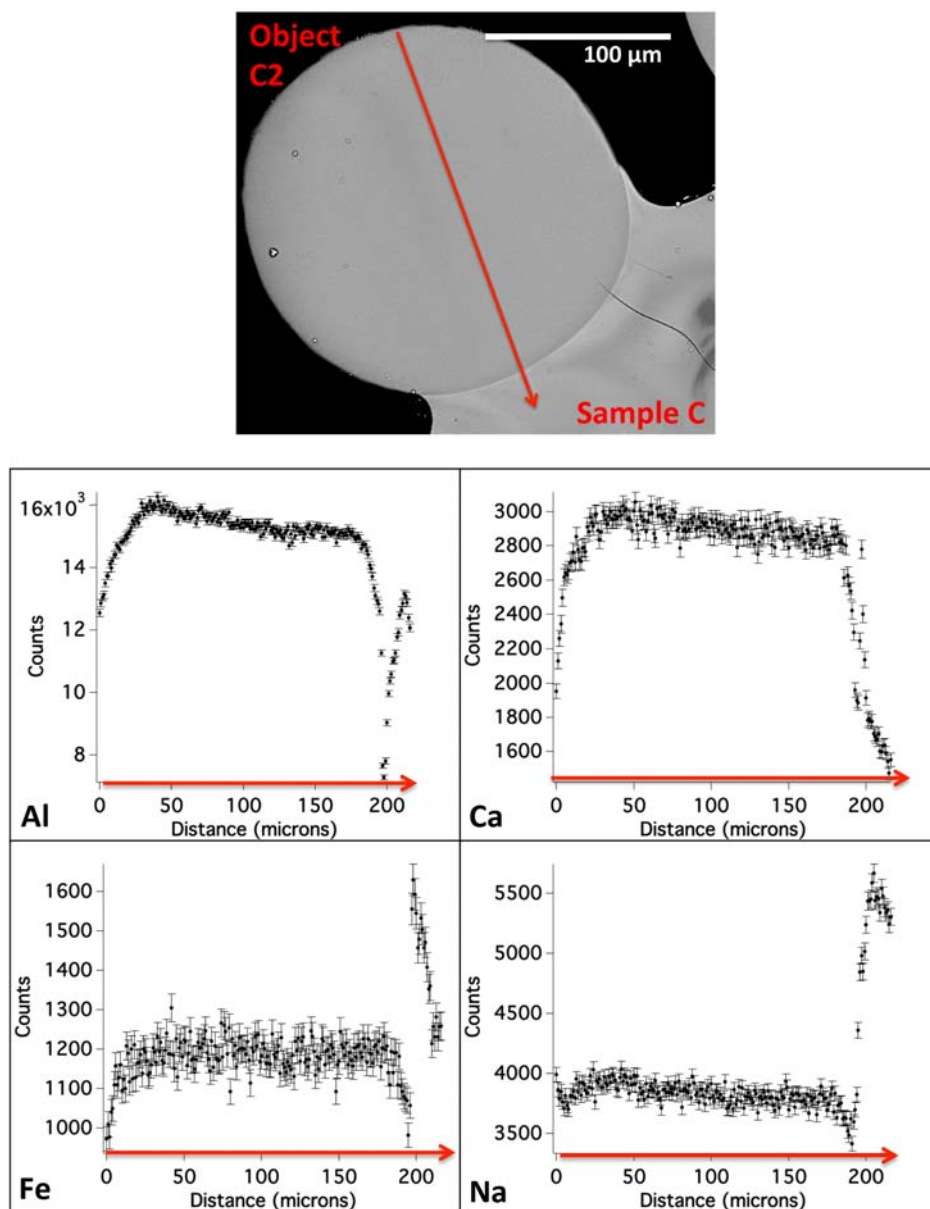 Object
C2
100 μm
Sample C
16x10³
14
12
10
8
Counts
0 50 100 150 200
Distance (microns)
Al
3000
2800
2600
2400
2200
2000
1800
1600
Counts
0 50 100 150 200
Distance (microns)
Ca
1600
1500
1400
1300
1200
1100
1000
Counts
0 50 100 150 200
Distance (microns)
Fe
5500
5000
4500
4000
3500
Counts
0 50 100 150 200
Distance (microns)
Na